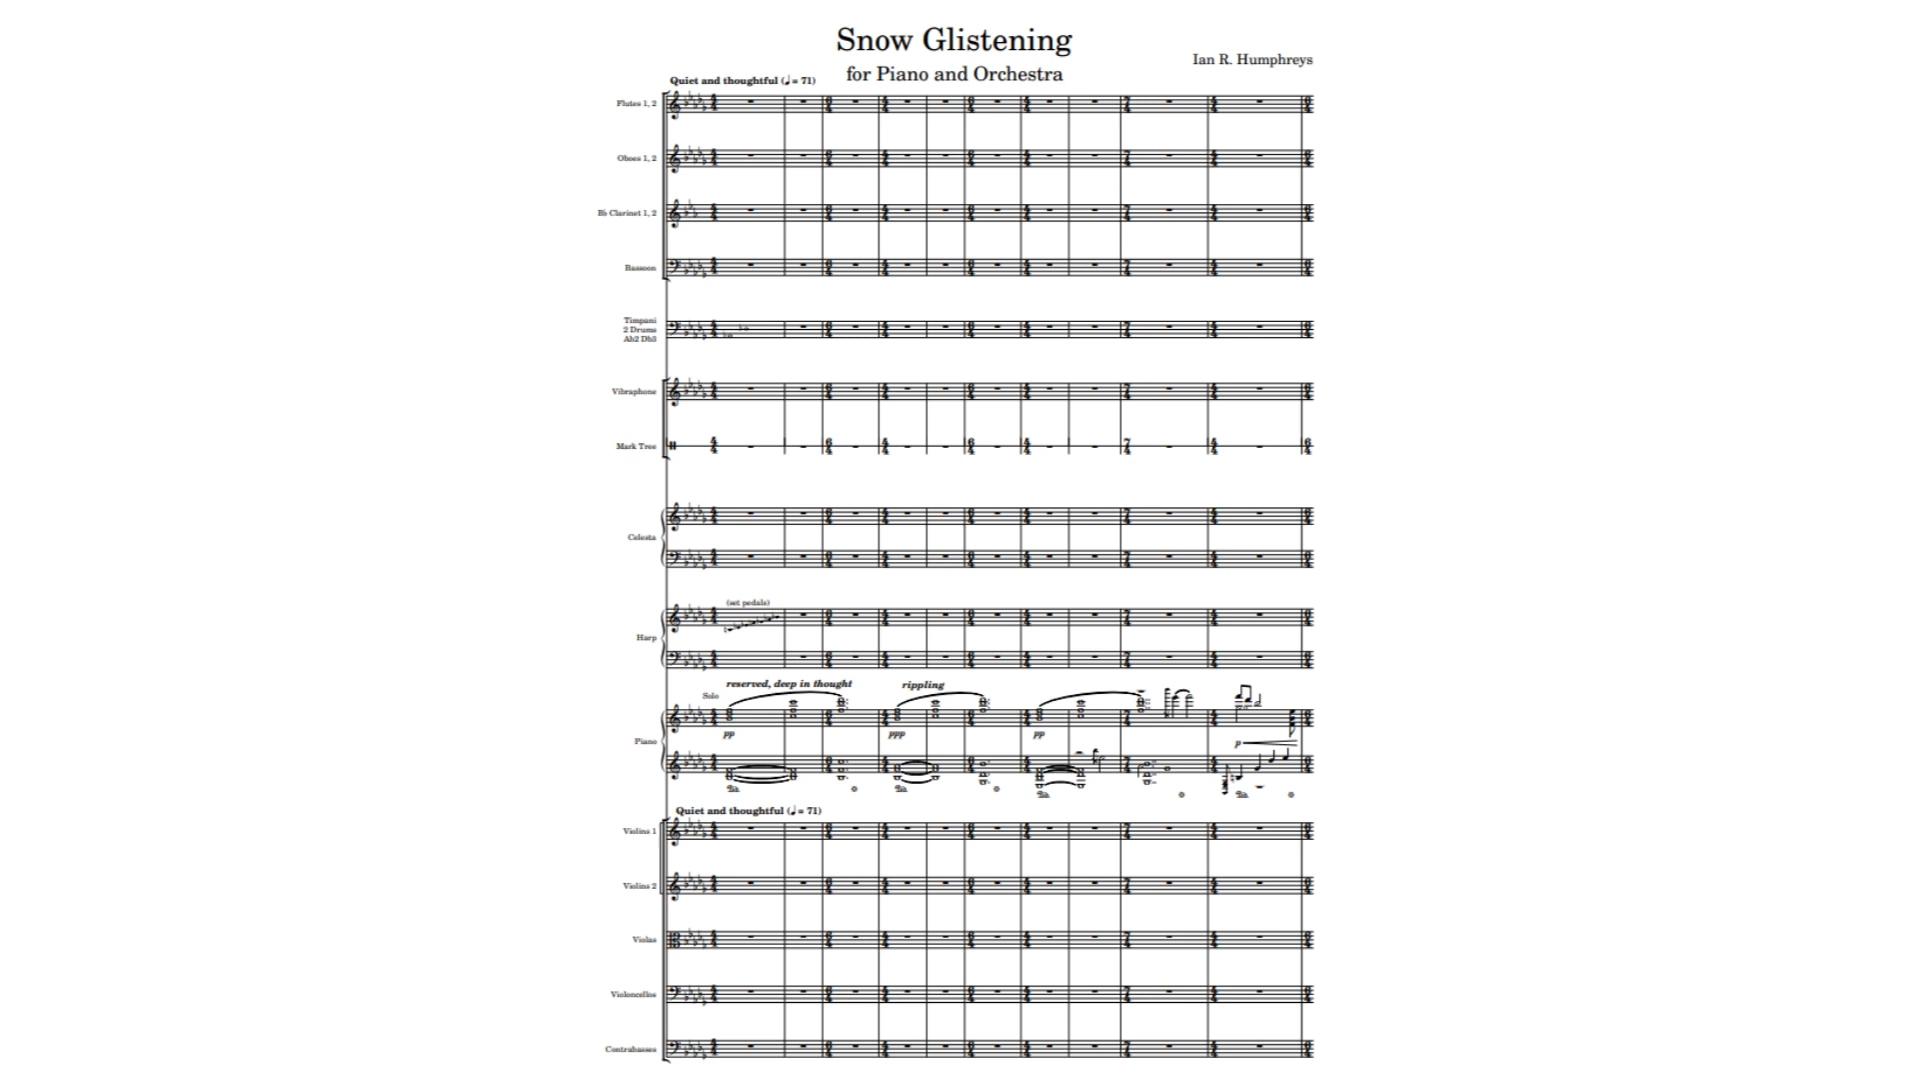 Snow Glistening
for Piano and Orchestra
Ian R. Humphreys
Quiet and thoughtful (♩= 71)
Flutes 1, 2
Oboes 1, 2
B♭ Clarinet 1, 2
Bassoon
Timpani
2 Drums
Ab2 Db3
Vibraphone
Mark Tree
Celesta
(set pedals)
Harp
reserved, deep in thought
rippling
Solo
pp
ppp
pp
p
Piano
Quiet and thoughtful (♩= 71)
Violins 1
Violins 2
Violas
Violoncellos
Contrabasses